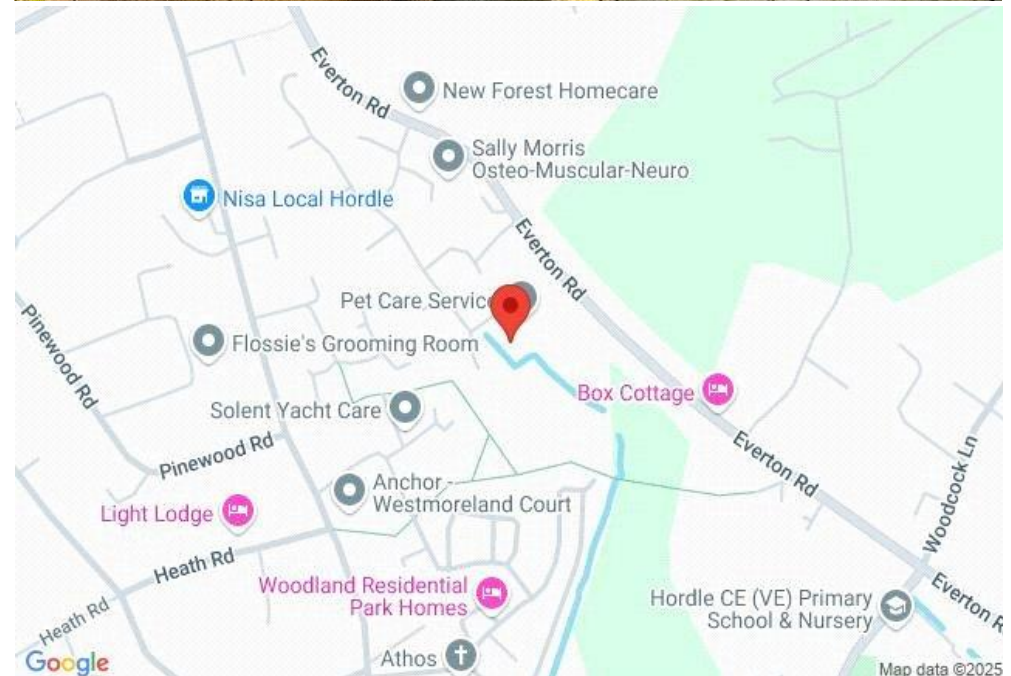 Everton Rd
New Forest Homecare
Sally Morris
Osteo-Muscular-Neuro
Nisa Local Hordle
Everton Rd
Pet Care Servic
Pinewood Rd
Flossie's Grooming Room
Box Cottage
Solent Yacht Care
Everton Rd
Pinewood Rd
Woodcock Ln
Anchor -
Westmoreland Court
Light Lodge
Heath Rd
Woodland Residential
Park Homes
Everton R
Hordle CE (VE) Primary
School & Nursery
Heath Rd
Athos
Google
Map data ©2025